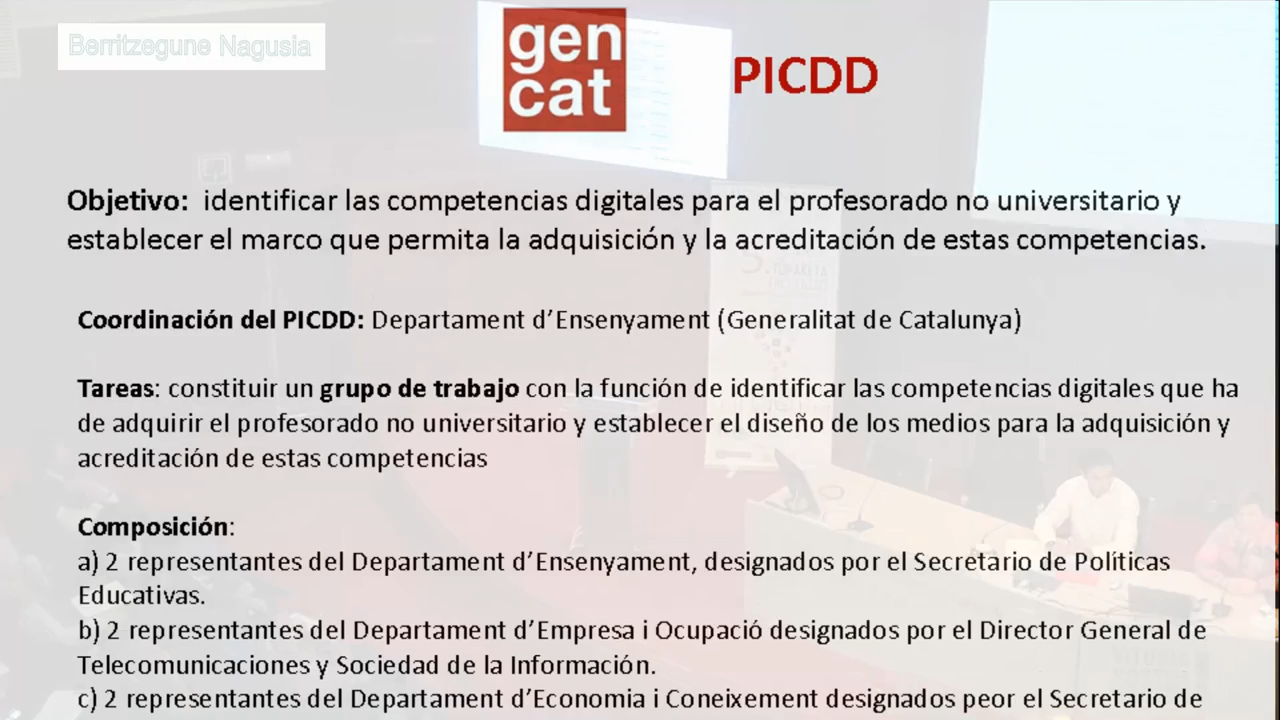 Berritzegune Nagusia
gen
cat
PICDD
Objetivo: identificar las competencias digitales para el profesorado no universitario y
establecer el marco que permita la adquisición y la acreditación de estas competencias.
Coordinación del PICDD: Departament d’Ensenyament (Generalitat de Catalunya)
Tareas: constituir un grupo de trabajo con la función de identificar las competencias digitales que ha
de adquirir el profesorado no universitario y establecer el diseño de los medios para la adquisición y
acreditación de estas competencias
Composición:
a) 2 representantes del Departament d’Ensenyament, designados por el Secretario de Políticas
Educativas.
b) 2 representantes del Departament d’Empresa i Ocupació designados por el Director General de
Telecomunicaciones y Sociedad de la Información.
c) 2 representantes del Departament d’Economia i Coneixement designados peor el Secretario de